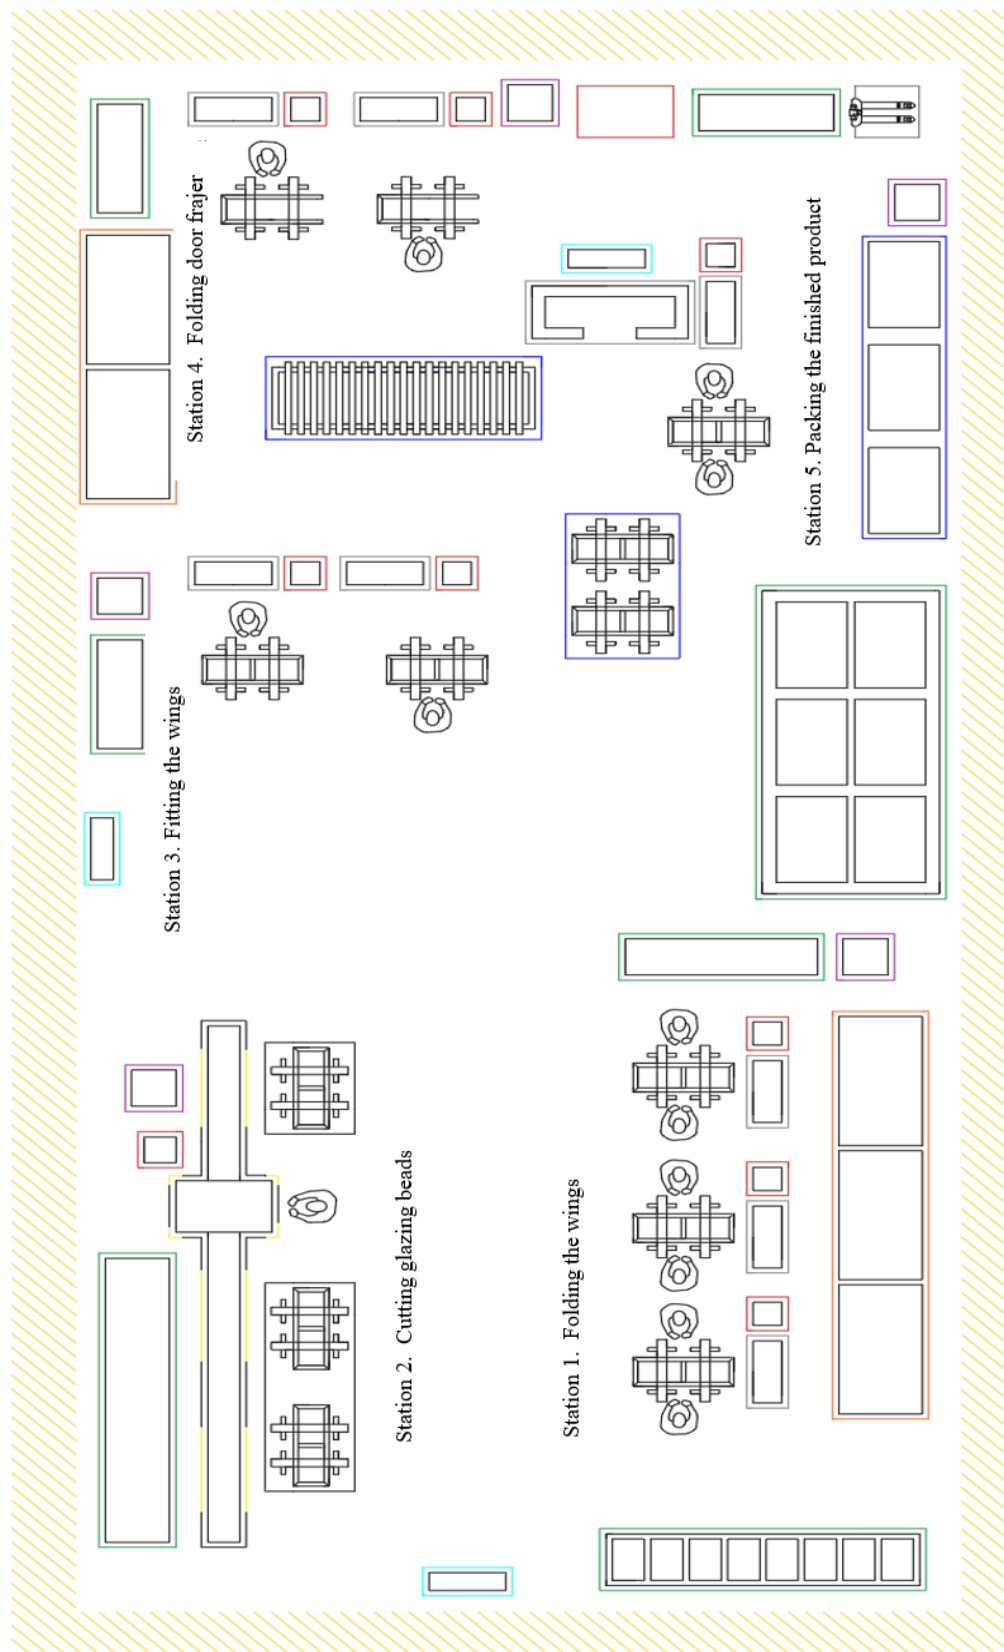 Station 1. Folding the wings
Station 2. Cutting glazing beads
Station 3. Fitting the wings
Station 4. Folding door frajer
Station 5. Packing the finished product